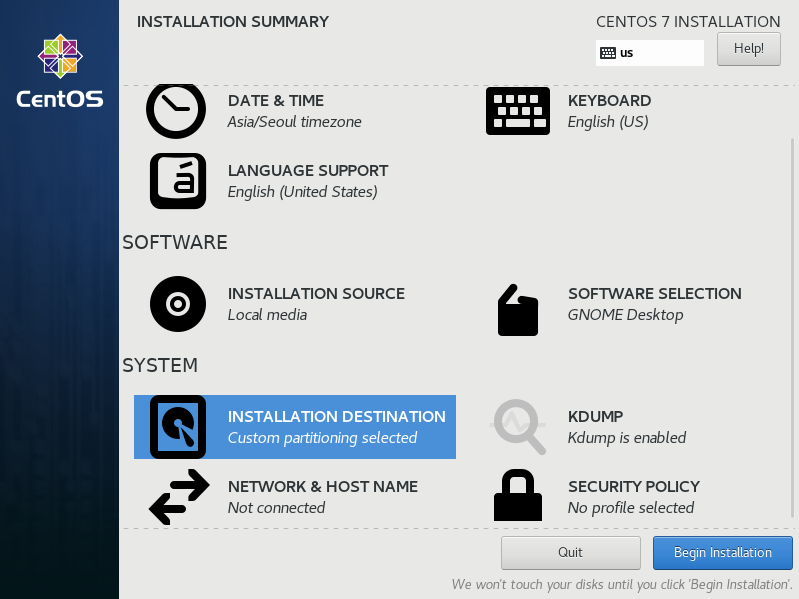 INSTALLATION SUMMARY
CENTOS 7 INSTALLATION
us
Help!
CentOS
DATE & TIME
Asia/Seoul timezone
KEYBOARD
English (US)
LANGUAGE SUPPORT
English (United States)
SOFTWARE
INSTALLATION SOURCE
Local media
SOFTWARE SELECTION
GNOME Desktop
SYSTEM
INSTALLATION DESTINATION
Custom partitioning selected
KDUMP
Kdump is enabled
NETWORK & HOST NAME
Not connected
SECURITY POLICY
No profile selected
Quit
Begin Installation
We won't touch your disks until you click 'Begin Installation'.